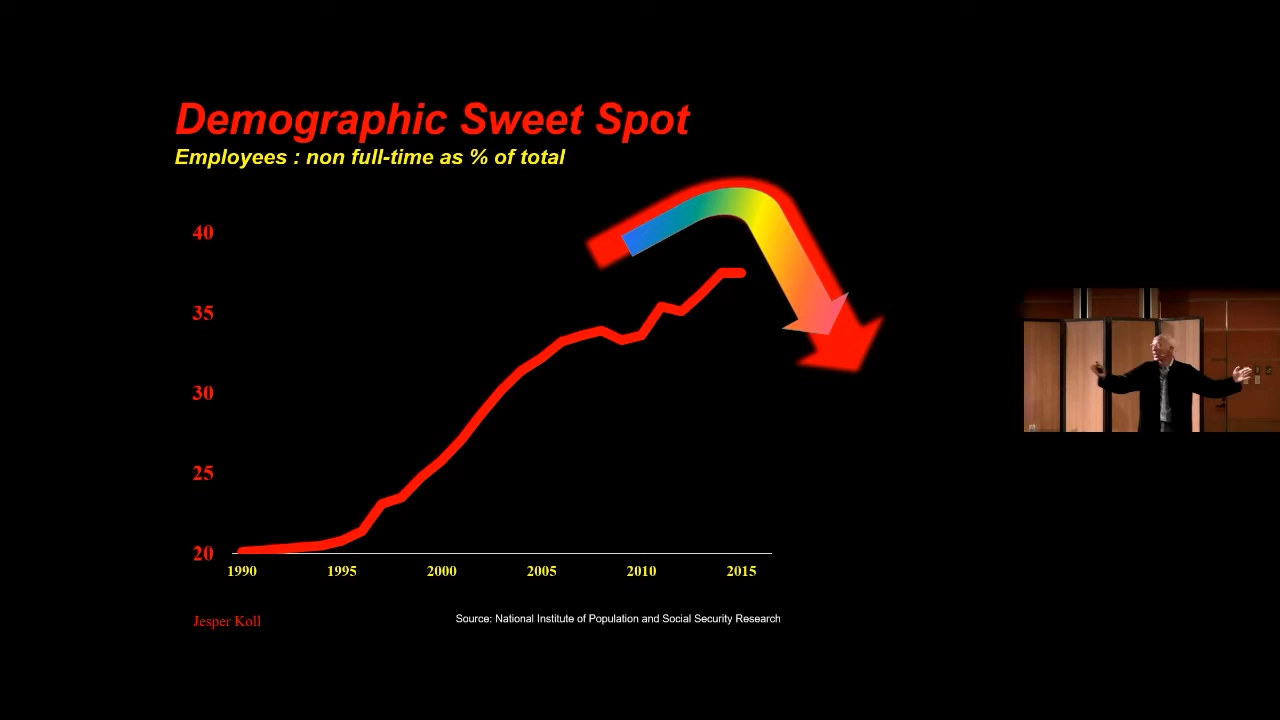 Demographic Sweet Spot
Employees : non full-time as % of total
40
35
30
25
20
1990 1995 2000 2005 2010 2015
Jesper Koll
Source: National Institute of Population and Social Security Research